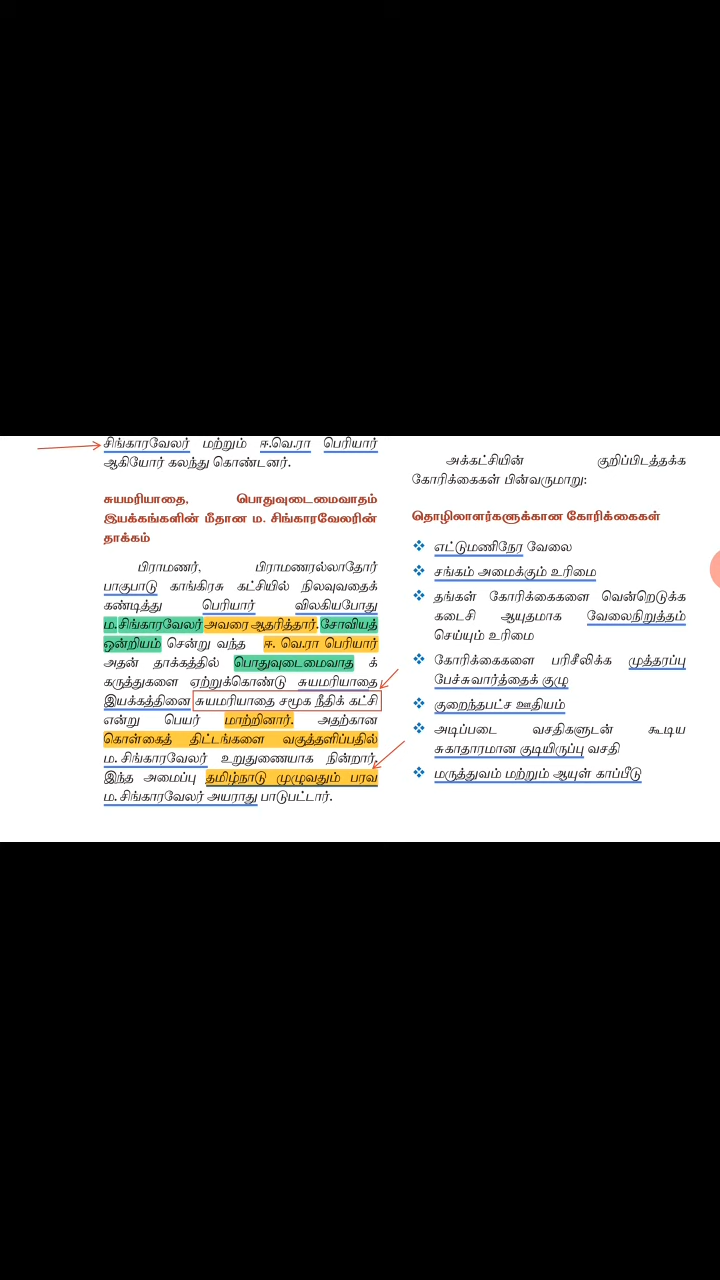 சிங்காரவேலர் மற்றும் ஈ.வெ.ரா பெரியார்
ஆகியோர் கலந்து கொண்டனர்.
சுயமரியாதை, பொதுவுடைமைவாதம்
இயக்கங்களின் மீதான ம. சிங்காரவேலரின்
தாக்கம்
பிராமணர், பிராமணரல்லாதோர்
பாகுபாடு காங்கிரசு கட்சியில் நிலவுவதைக்
கண்டித்து பெரியார் விலகியபோது
ம. சிங்காரவேலர் அவரை ஆதரித்தார். சோவியத்
ஒன்றியம் சென்று வந்த ஈ. வெ.ரா பெரியார்
அதன் தாக்கத்தில் பொதுவுடைமைவாத க்
கருத்துகளை ஏற்றுக்கொண்டு சுயமரியாதை
இயக்கத்தினை சுயமரியாதை சமூக நீதிக் கட்சி
என்று பெயர் மாற்றினார். அதற்கான
கொள்கைத் திட்டங்களை வகுத்தளிப்பதில்
ம. சிங்காரவேலர் உறுதுணையாக நின்றார்.
இந்த அமைப்பு தமிழ்நாடு முழுவதும் பரவ
ம. சிங்காரவேலர் அயராது பாடுபட்டார்.
அக்கட்சியின் குறிப்பிடத்தக்க
கோரிக்கைகள் பின்வருமாறு:
தொழிலாளர்களுக்கான கோரிக்கைகள்
❖ எட்டுமணிநேர வேலை
❖ சங்கம் அமைக்கும் உரிமை
❖ தங்கள் கோரிக்கைகளை வென்றெடுக்க
கடைசி ஆயுதமாக வேலைநிறுத்தம்
செய்யும் உரிமை
❖ கோரிக்கைகளை பரிசீலிக்க முத்தரப்பு
பேச்சுவார்த்தைக் குழு
❖ குறைந்தபட்ச ஊதியம்
❖ அடிப்படை வசதிகளுடன் கூடிய
சுகாதாரமான குடியிருப்பு வசதி
❖ மருத்துவம் மற்றும் ஆயுள் காப்பீடு